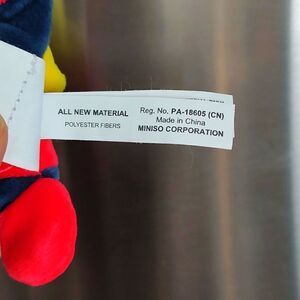 ALL NEW MATERIAL
POLYESTER FIBERS
Reg. No. PA-18605 (CN)
Made in China
MINISO CORPORATION